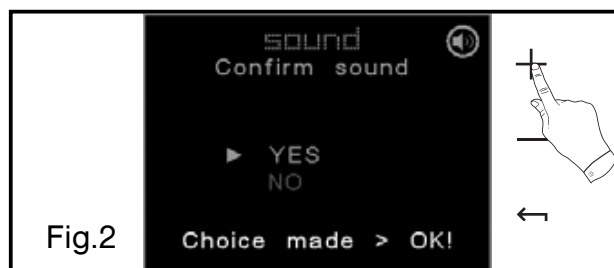 sound
Confirm sound
YES
NO
Choice made > OK!
Fig.2